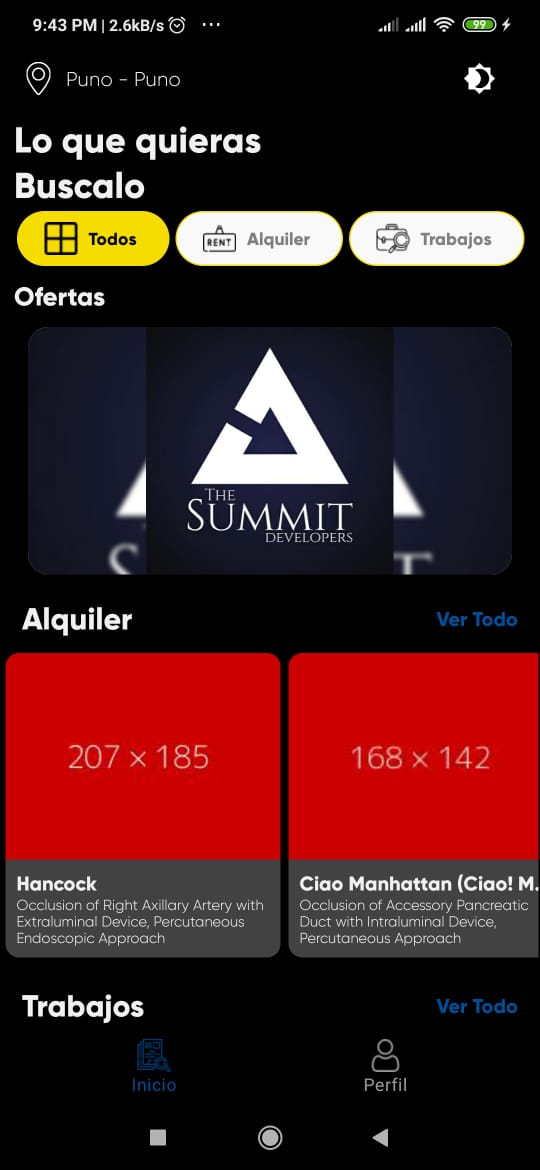 9:43 PM | 2.6kB/s ··· 99
Puno - Puno
Lo que quieras
Buscalo
Todos RENT Alquiler Trabajos
Ofertas
THE
SUMMIT
DEVELOPERS
Alquiler Ver Todo
207 × 185 168 × 142
Hancock
Occlusion of Right Axillary Artery with
Extraluminal Device, Percutaneous
Endoscopic Approach
Ciao Manhattan (Ciao! M.
Occlusion of Accessory Pancreatic
Duct with Intraluminal Device,
Percutaneous Approach
Trabajos Ver Todo
Inicio Perfil